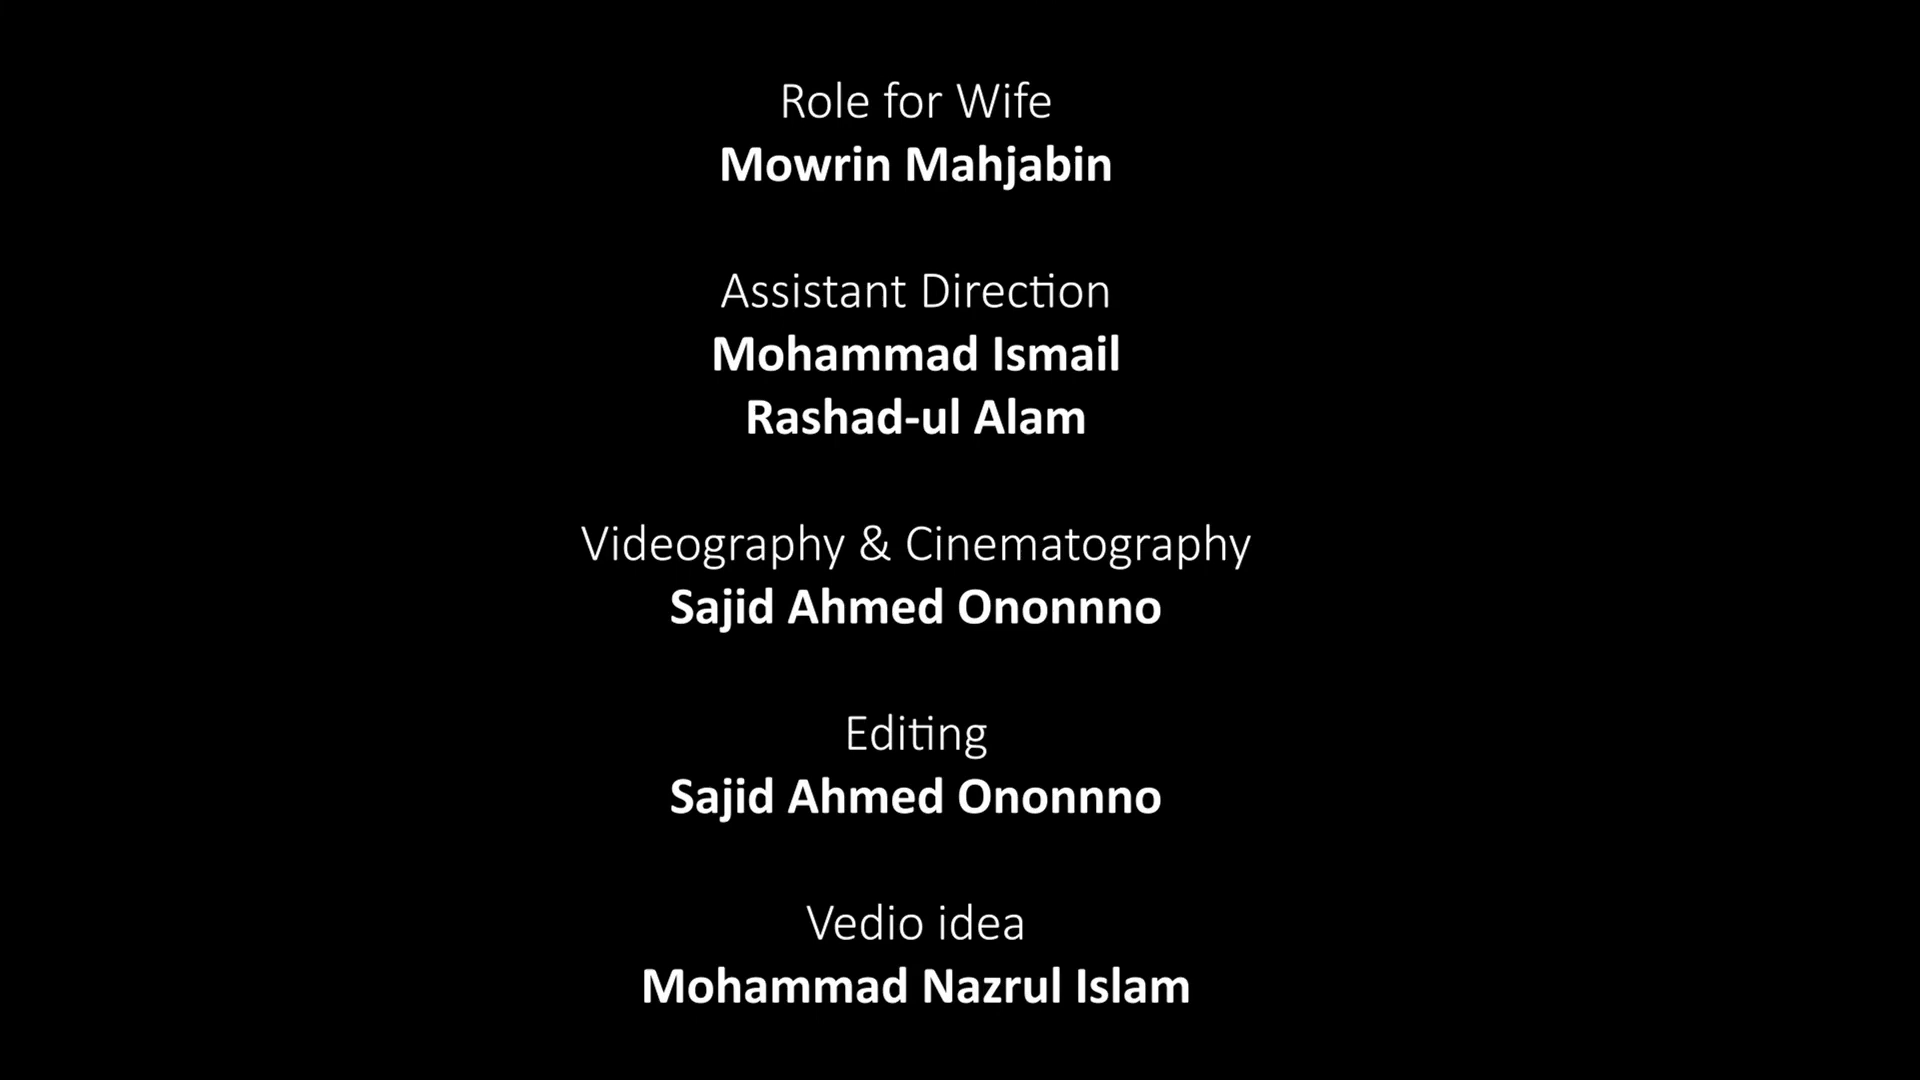 Role for Wife
Mowrin Mahjabin
Assistant Direction
Mohammad Ismail
Rashad-ul Alam
Videography & Cinematography
Sajid Ahmed Ononnno
Editing
Sajid Ahmed Ononnno
Vedio idea
Mohammad Nazrul Islam